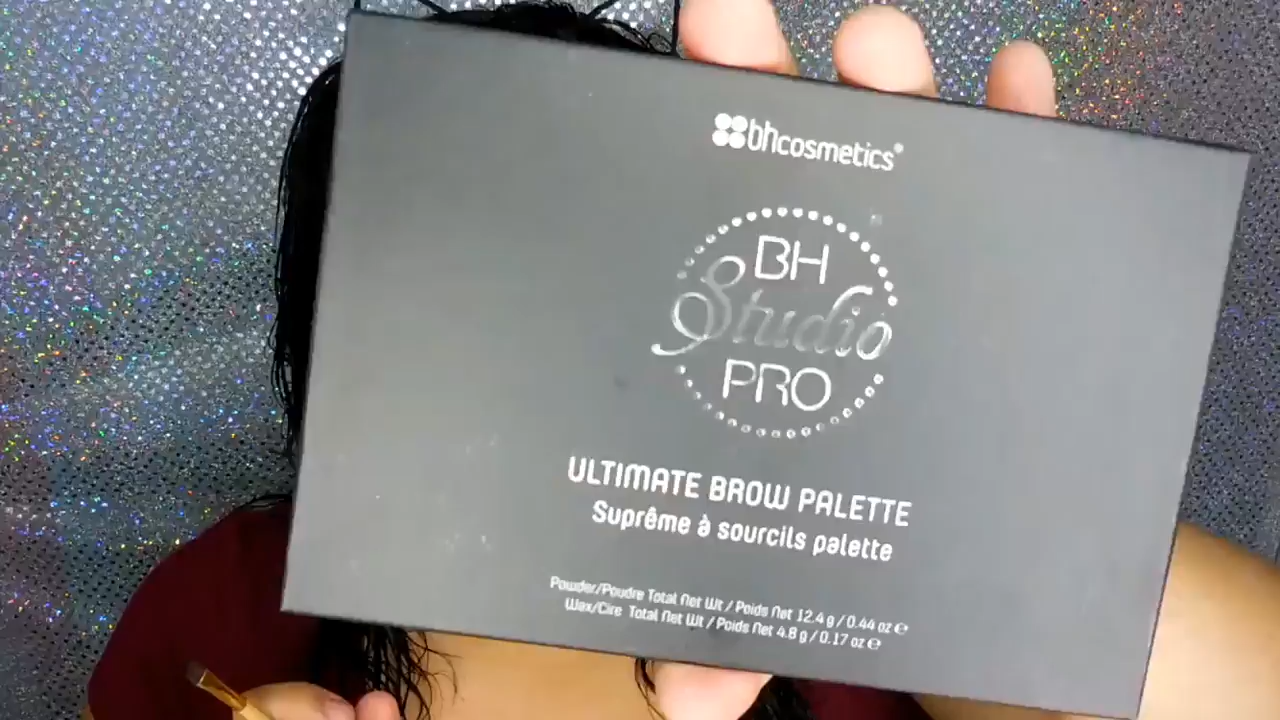 bhcosmetics®
BH
Studio
PRO
ULTIMATE BROW PALETTE
Suprême à sourcils palette
Powder/Poudre Total Net Wt / Poids Net 12.4 g / 0.44 oz ℮
Wax/Cire Total Net Wt / Poids Net 4.8 g / 0.17 oz ℮